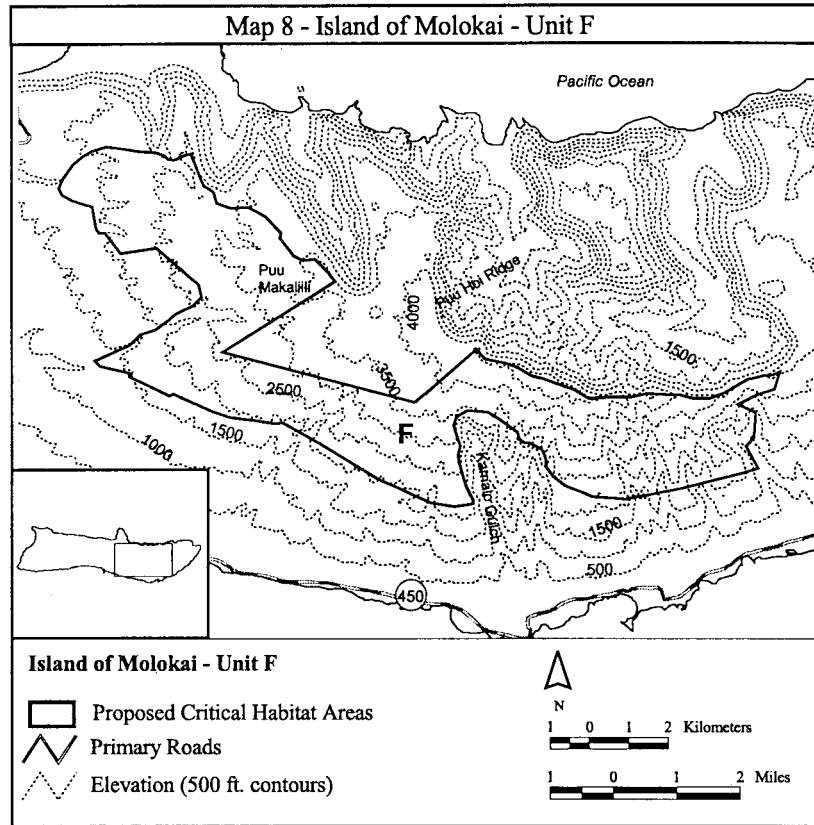 Map 8 - Island of Molokai - Unit F
Pacific Ocean
Puu
Makaliili
Puu Hoi Ridge
4000
3500
1500
2500
F
1500
1000
Kamalo Gulch
1500
500
450
Island of Molokai - Unit F
Proposed Critical Habitat Areas
Primary Roads
Elevation (500 ft. contours)
N
1 0 1 2 Kilometers
1 0 1 2 Miles